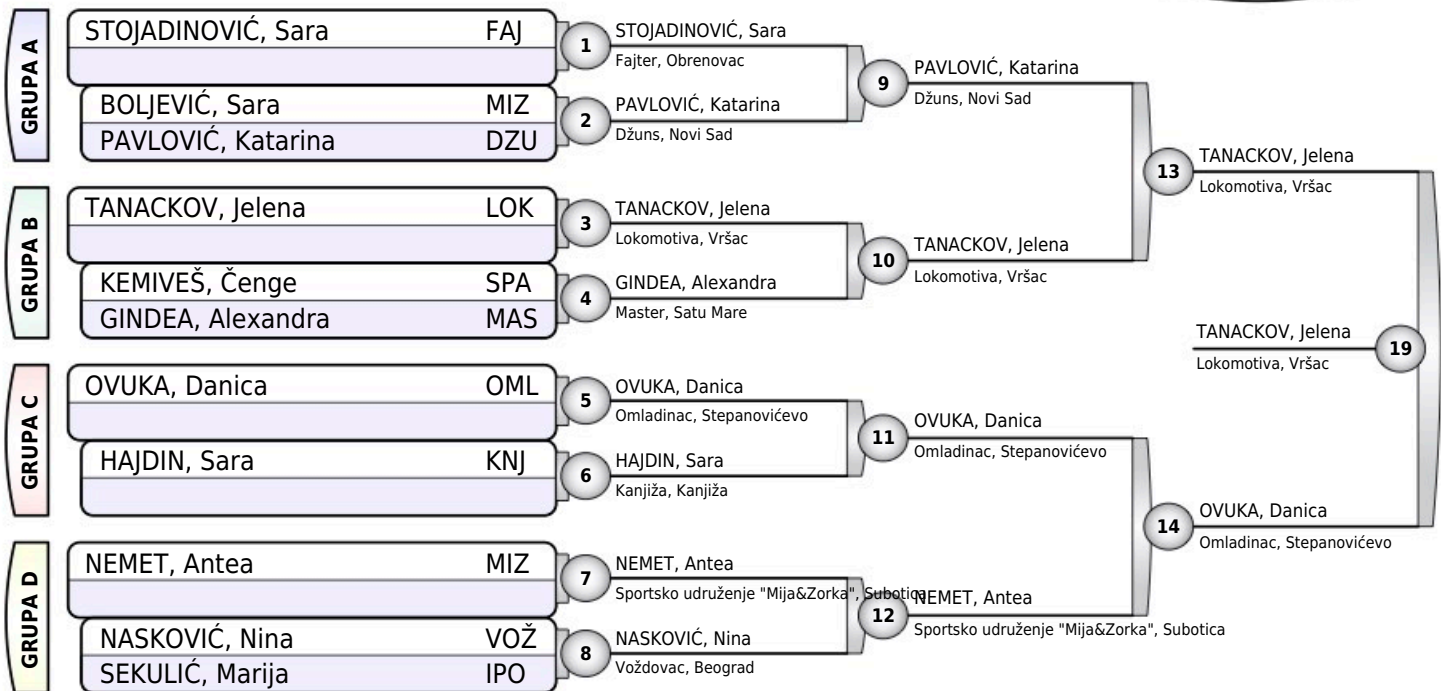 GRUPA A
STOJADINOVIĆ, Sara FAJ
BOLJEVIĆ, Sara MIZ
PAVLOVIĆ, Katarina DZU
1
STOJADINOVIĆ, Sara
Fajter, Obrenovac
2
PAVLOVIĆ, Katarina
Džuns, Novi Sad
9
PAVLOVIĆ, Katarina
Džuns, Novi Sad
GRUPA B
TANACKOV, Jelena LOK
KEMIVEŠ, Čenge SPA
GINDEA, Alexandra MAS
3
TANACKOV, Jelena
Lokomotiva, Vršac
4
GINDEA, Alexandra
Master, Satu Mare
10
TANACKOV, Jelena
Lokomotiva, Vršac
13
TANACKOV, Jelena
Lokomotiva, Vršac
GRUPA C
OVUKA, Danica OML
HAJDIN, Sara KNJ
5
OVUKA, Danica
Omladinac, Stepanovićevo
6
HAJDIN, Sara
Kanjiža, Kanjiža
11
OVUKA, Danica
Omladinac, Stepanovićevo
GRUPA D
NEMET, Antea MIZ
NASKOVIĆ, Nina VOŽ
SEKULIĆ, Marija IPO
7
NEMET, Antea
Sportsko udruženje "Mija&Zorka", Subotica
8
NASKOVIĆ, Nina
Voždovac, Beograd
12
NEMET, Antea
Sportsko udruženje "Mija&Zorka", Subotica
14
OVUKA, Danica
Omladinac, Stepanovićevo
TANACKOV, Jelena
Lokomotiva, Vršac
19